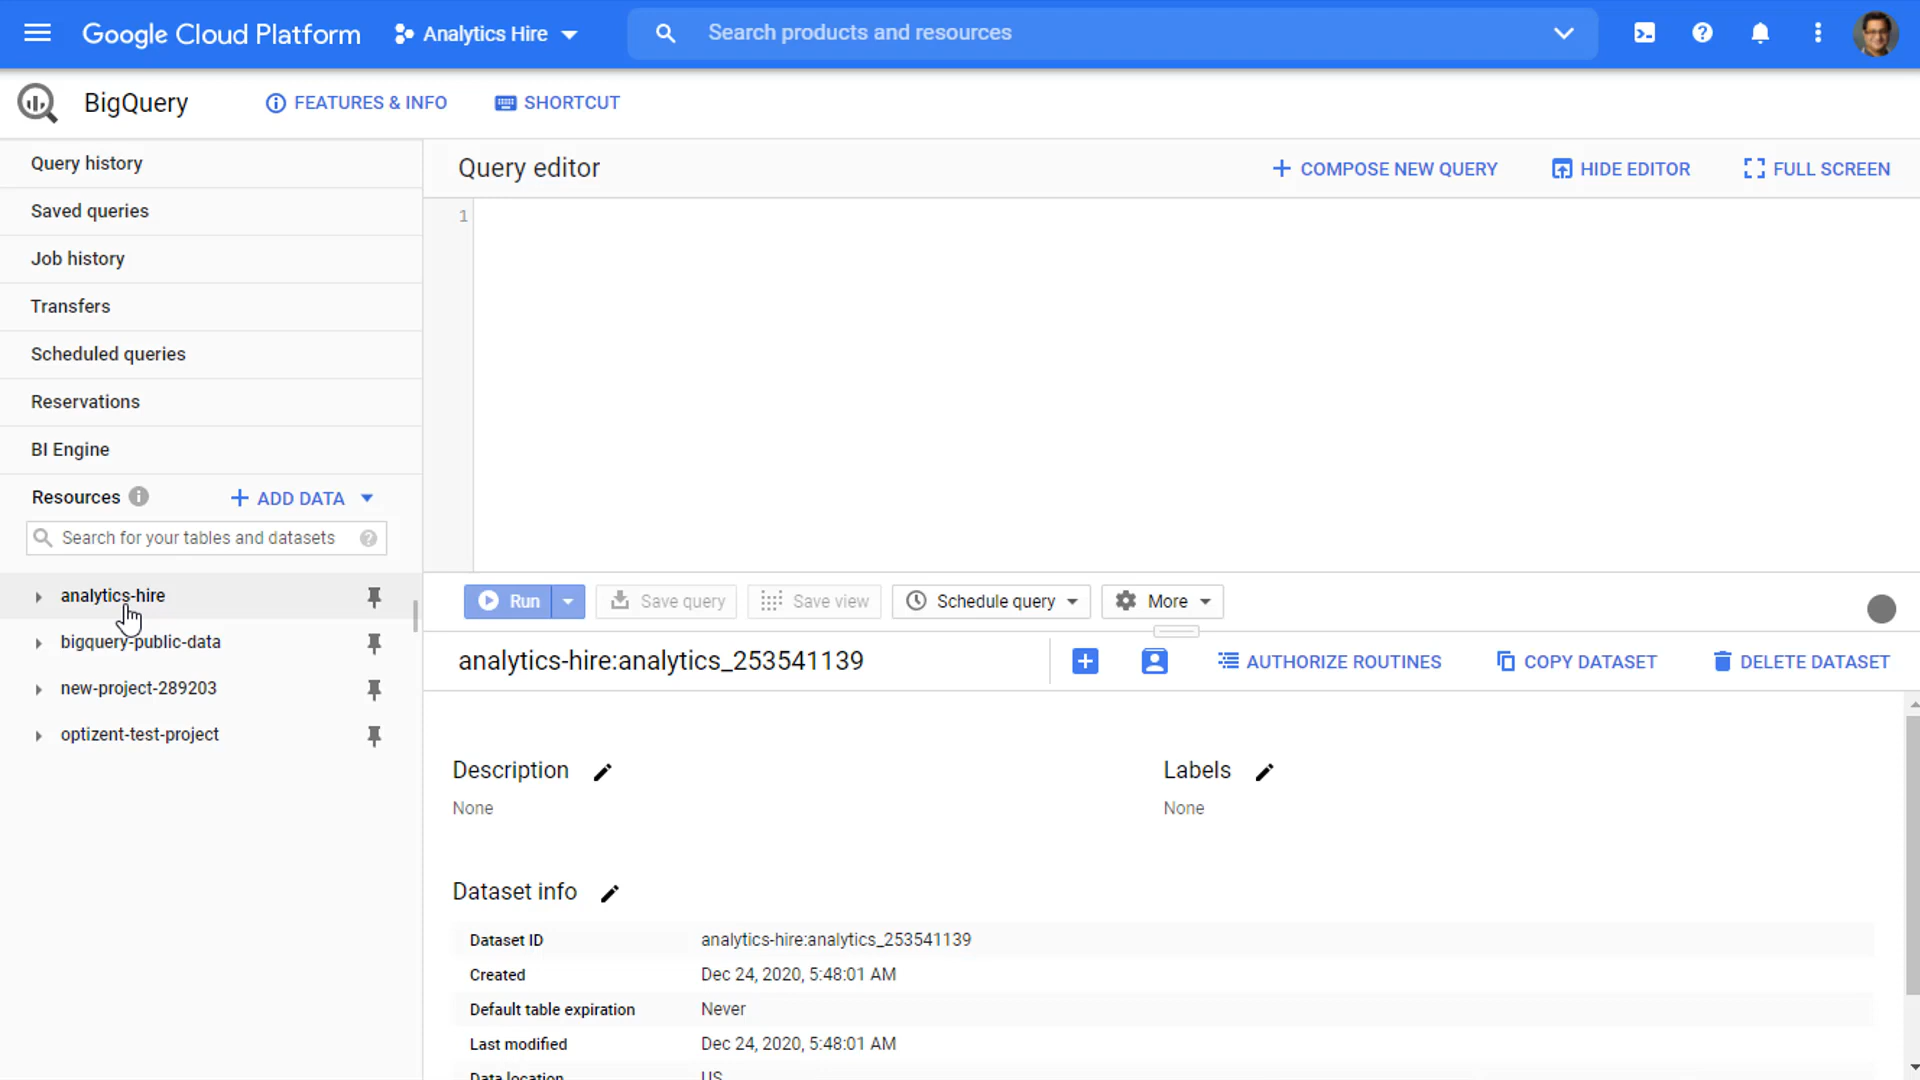 Google Cloud Platform
Analytics Hire
Search products and resources
BigQuery
FEATURES & INFO
SHORTCUT
Query history
Saved queries
Job history
Transfers
Scheduled queries
Reservations
BI Engine
Resources
ADD DATA
Search for your tables and datasets
analytics-hire
bigquery-public-data
new-project-289203
optizent-test-project
Query editor
COMPOSE NEW QUERY
HIDE EDITOR
FULL SCREEN
1
Run
Save query
Save view
Schedule query
More
analytics-hire:analytics_253541139
AUTHORIZE ROUTINES
COPY DATASET
DELETE DATASET
Description
None
Labels
None
Dataset info
Dataset ID analytics-hire:analytics_253541139
Created Dec 24, 2020, 5:48:01 AM
Default table expiration Never
Last modified Dec 24, 2020, 5:48:01 AM
Data location US